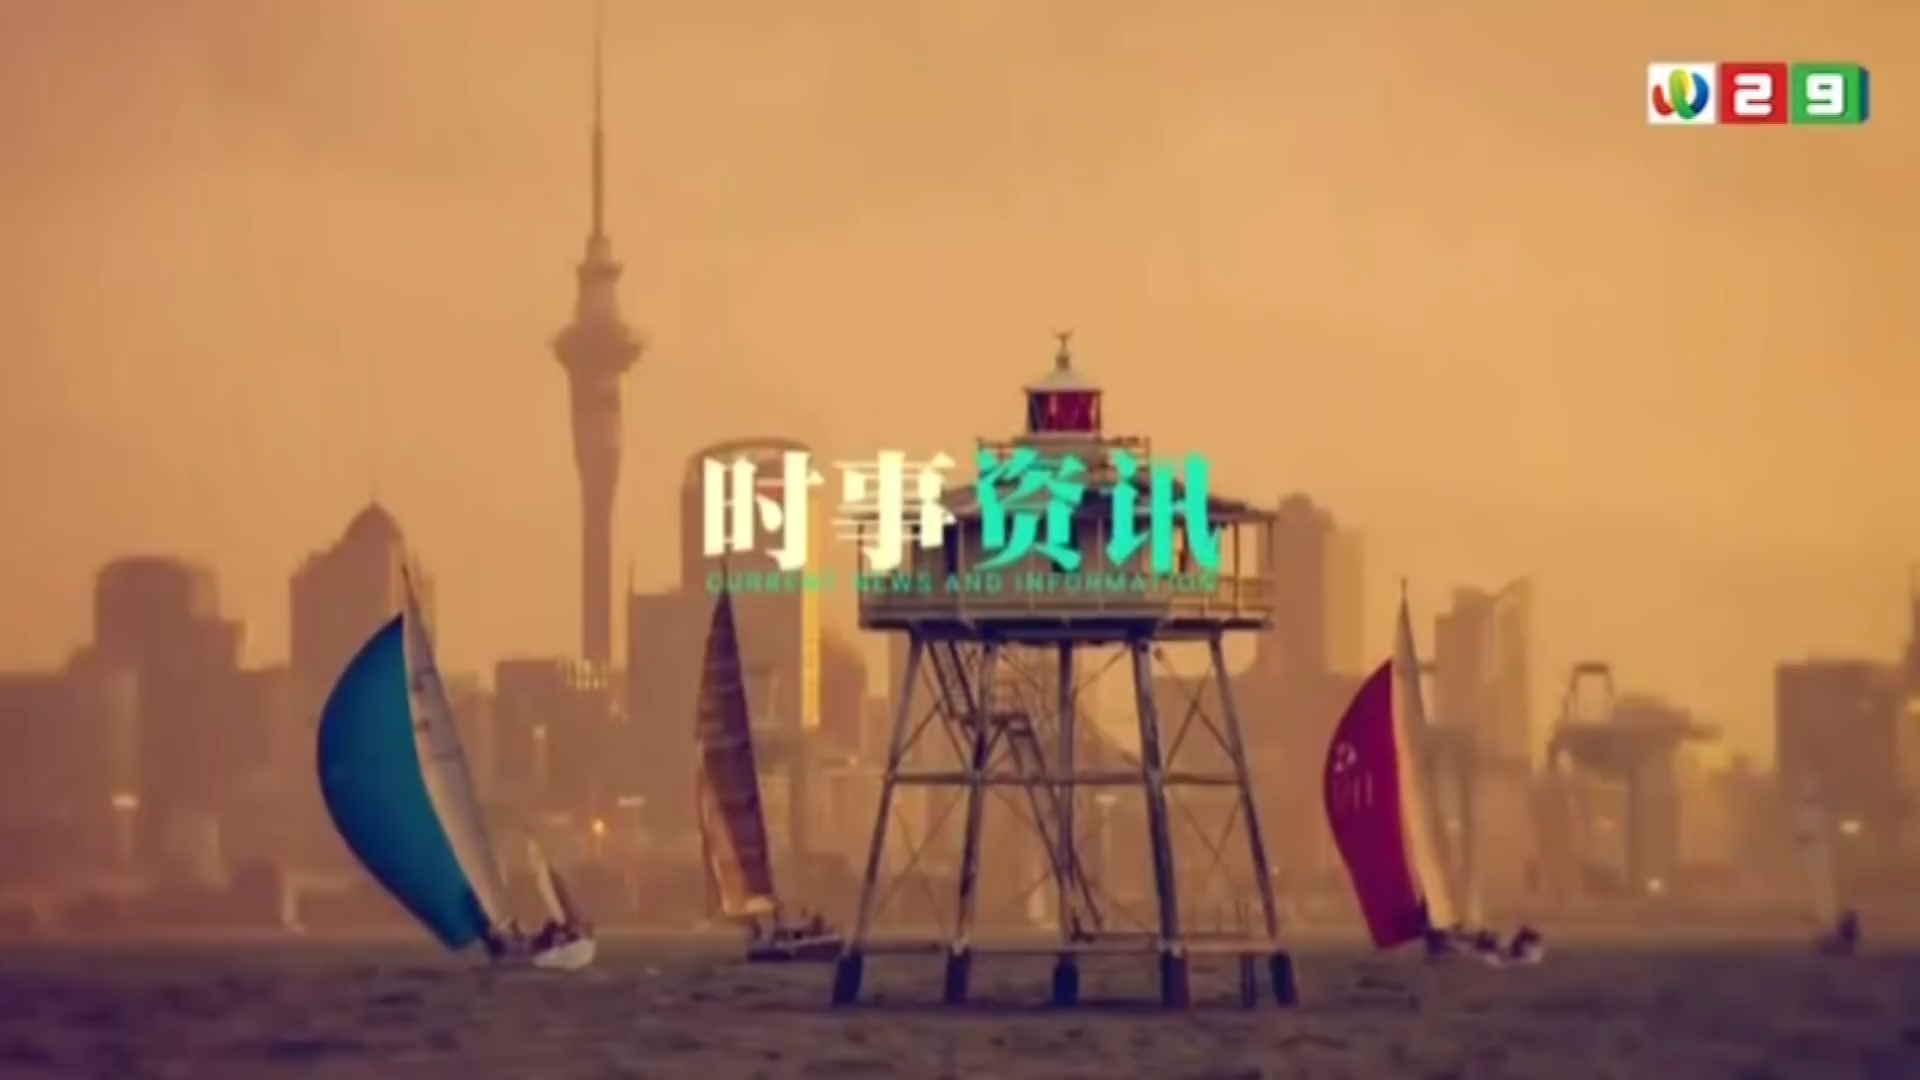 29
时事资讯
CURRENT NEWS AND INFORMATION